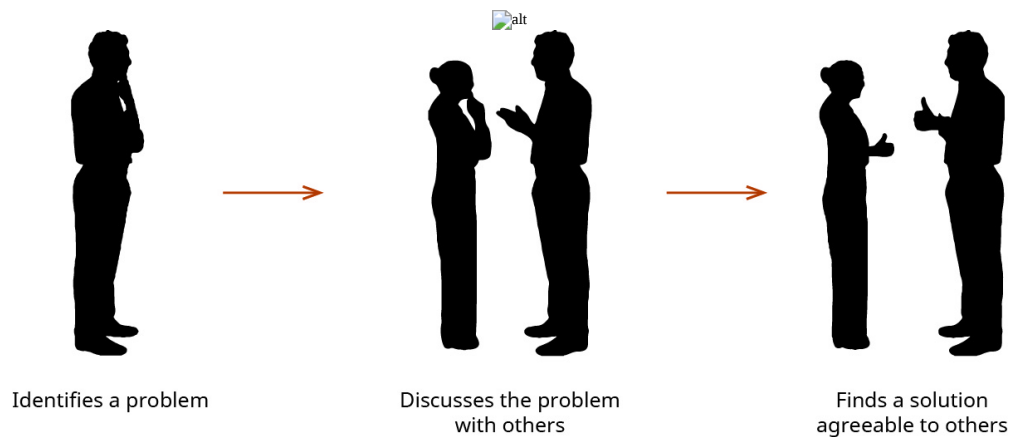 alt
Identifies a problem
Discusses the problem
with others
Finds a solution
agreeable to others